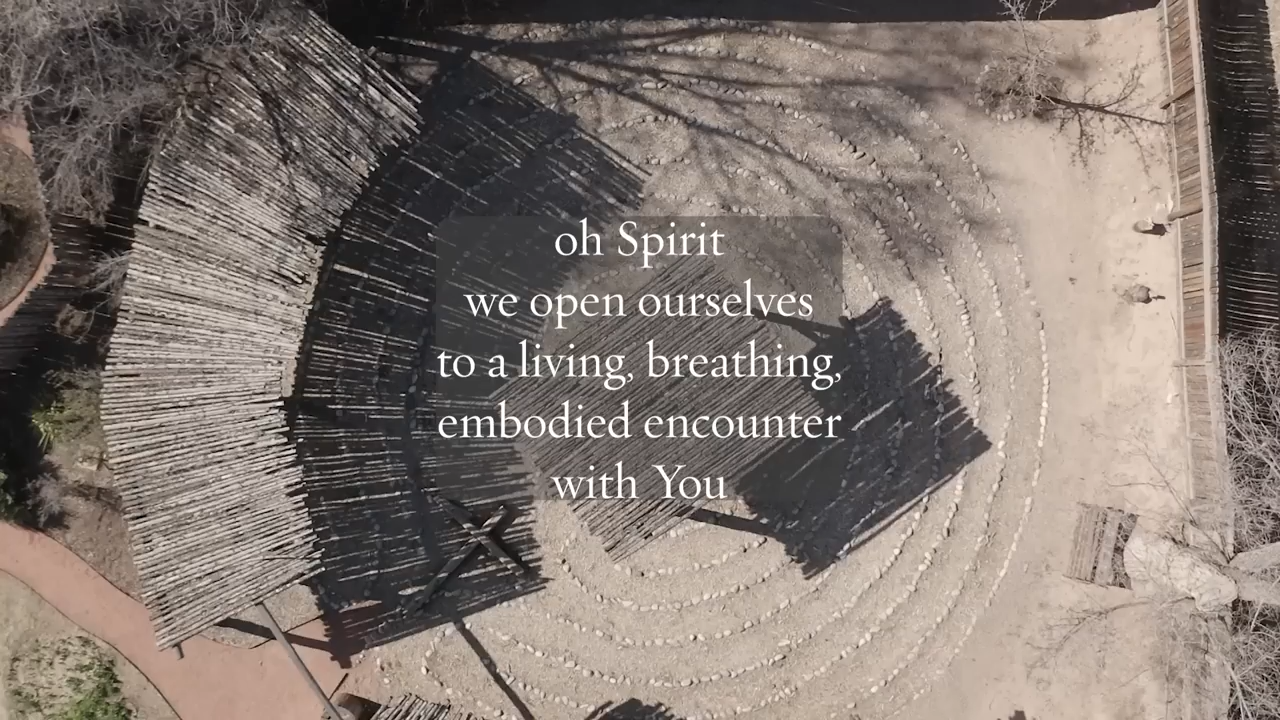 oh Spirit
we open ourselves
to a living, breathing,
embodied encounter
with You